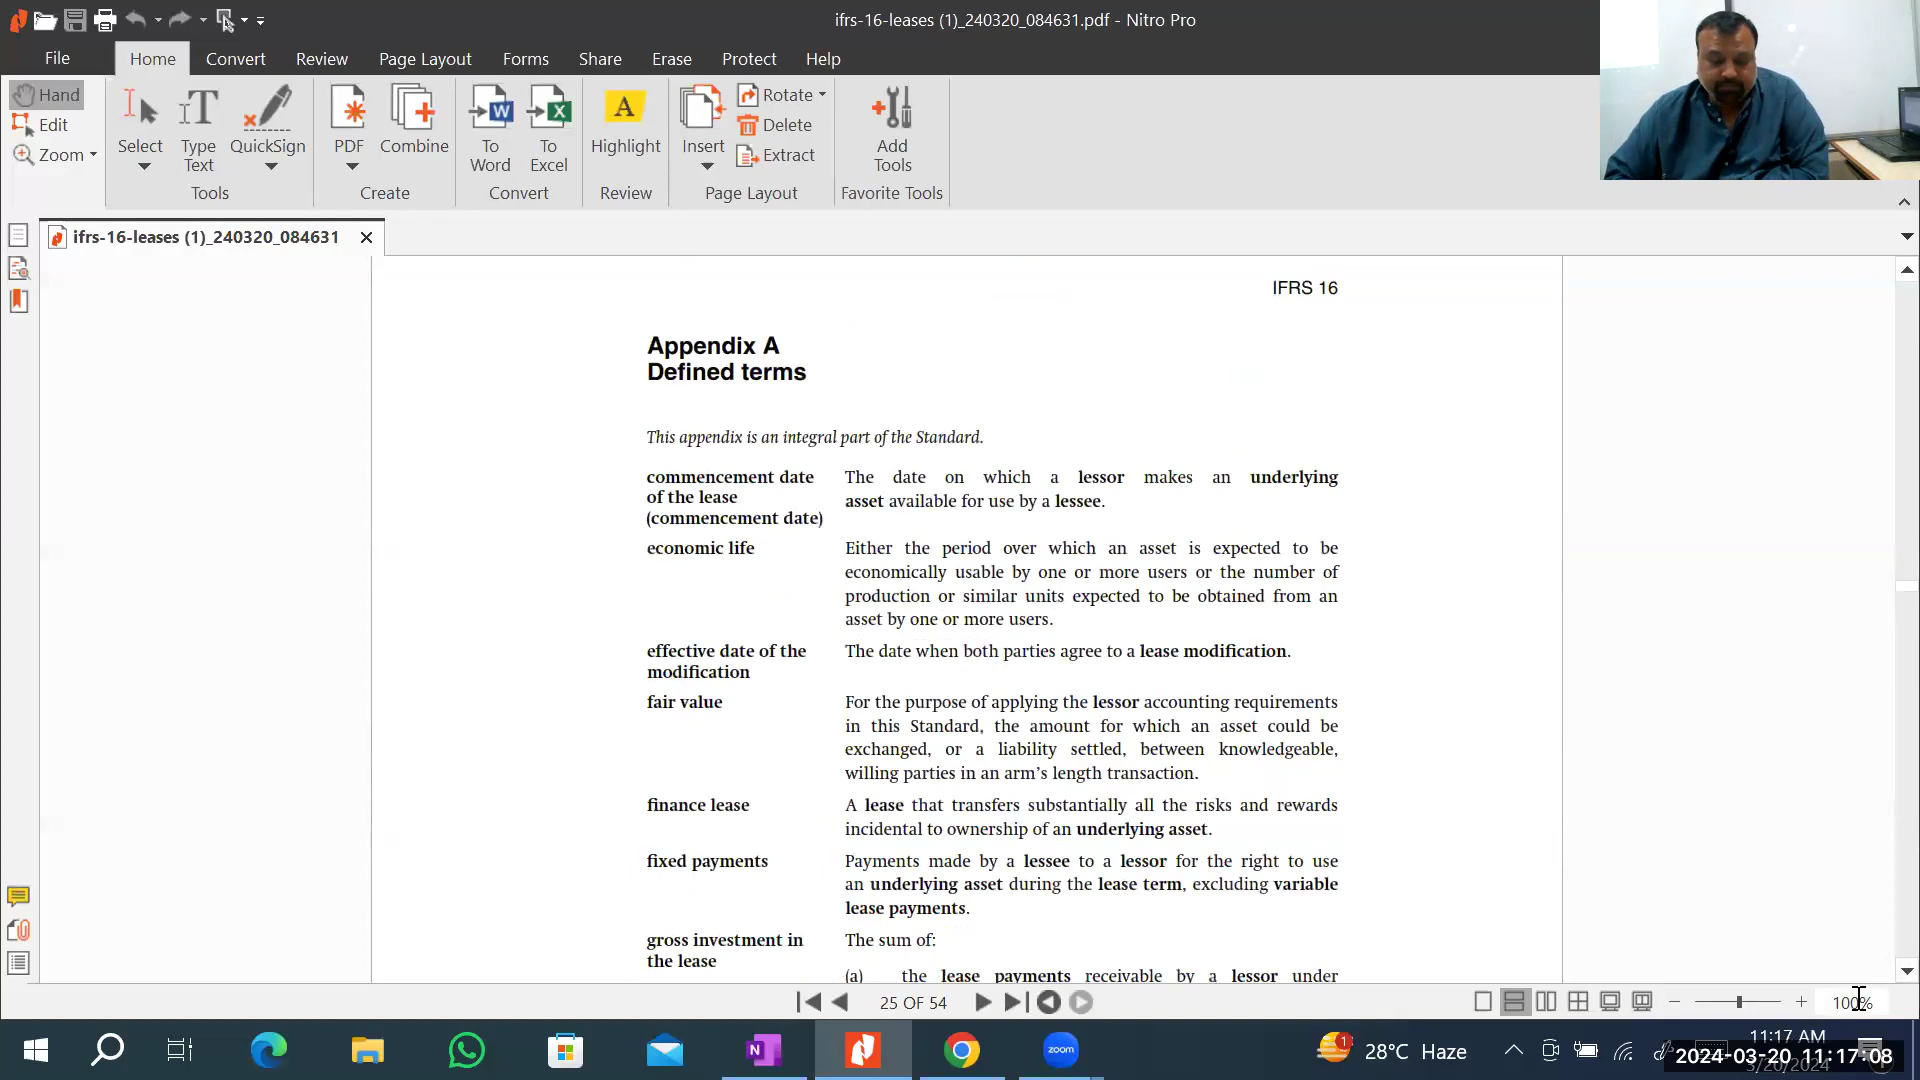 ifrs-16-leases (1)_240320_084631.pdf - Nitro Pro
File Home Convert Review Page Layout Forms Share Erase Protect Help
Hand
Edit
Zoom
Select
Type Text
QuickSign
Tools
PDF
Combine
Create
To Word
To Excel
Convert
Highlight
Review
Insert
Rotate
Delete
Extract
Page Layout
Add Tools
Favorite Tools
ifrs-16-leases (1)_240320_084631
IFRS 16
Appendix A
Defined terms
This appendix is an integral part of the Standard.
commencement date of the lease (commencement date)
The date on which a lessor makes an underlying
asset available for use by a lessee.
economic life
Either the period over which an asset is expected to be
economically usable by one or more users or the number of
production or similar units expected to be obtained from an
asset by one or more users.
effective date of the modification
The date when both parties agree to a lease modification.
fair value
For the purpose of applying the lessor accounting requirements
in this Standard, the amount for which an asset could be
exchanged, or a liability settled, between knowledgeable,
willing parties in an arm's length transaction.
finance lease
A lease that transfers substantially all the risks and rewards
incidental to ownership of an underlying asset.
fixed payments
Payments made by a lessee to a lessor for the right to use
an underlying asset during the lease term, excluding variable
lease payments.
gross investment in the lease
The sum of:
(a) the lease payments receivable by a lessor under
25 OF 54
100%
zoom
1
28°C Haze
11:17 AM
3/20/2024
2024-03-20 11:17:08